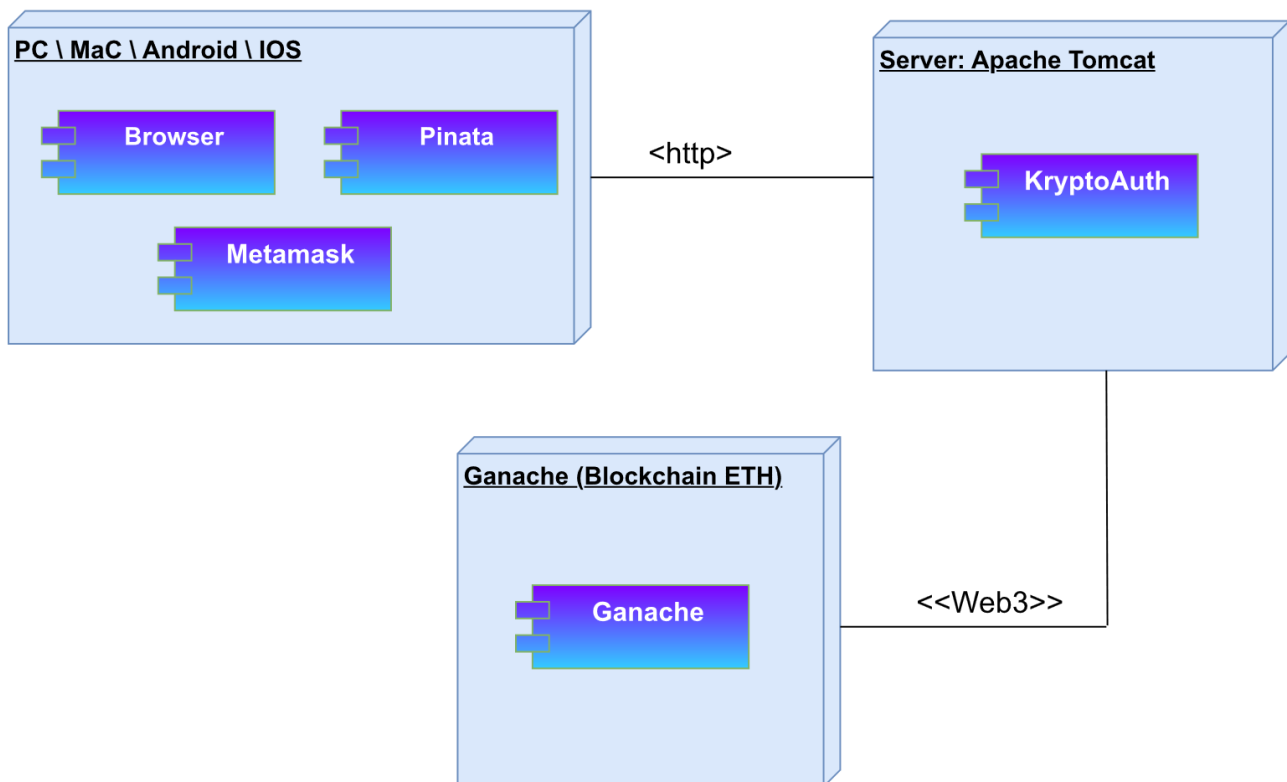 PC \ MaC \ Android \ IOS
Browser
Pinata
Metamask
<http>
Server: Apache Tomcat
KryptoAuth
Ganache (Blockchain ETH)
Ganache
<<Web3>>